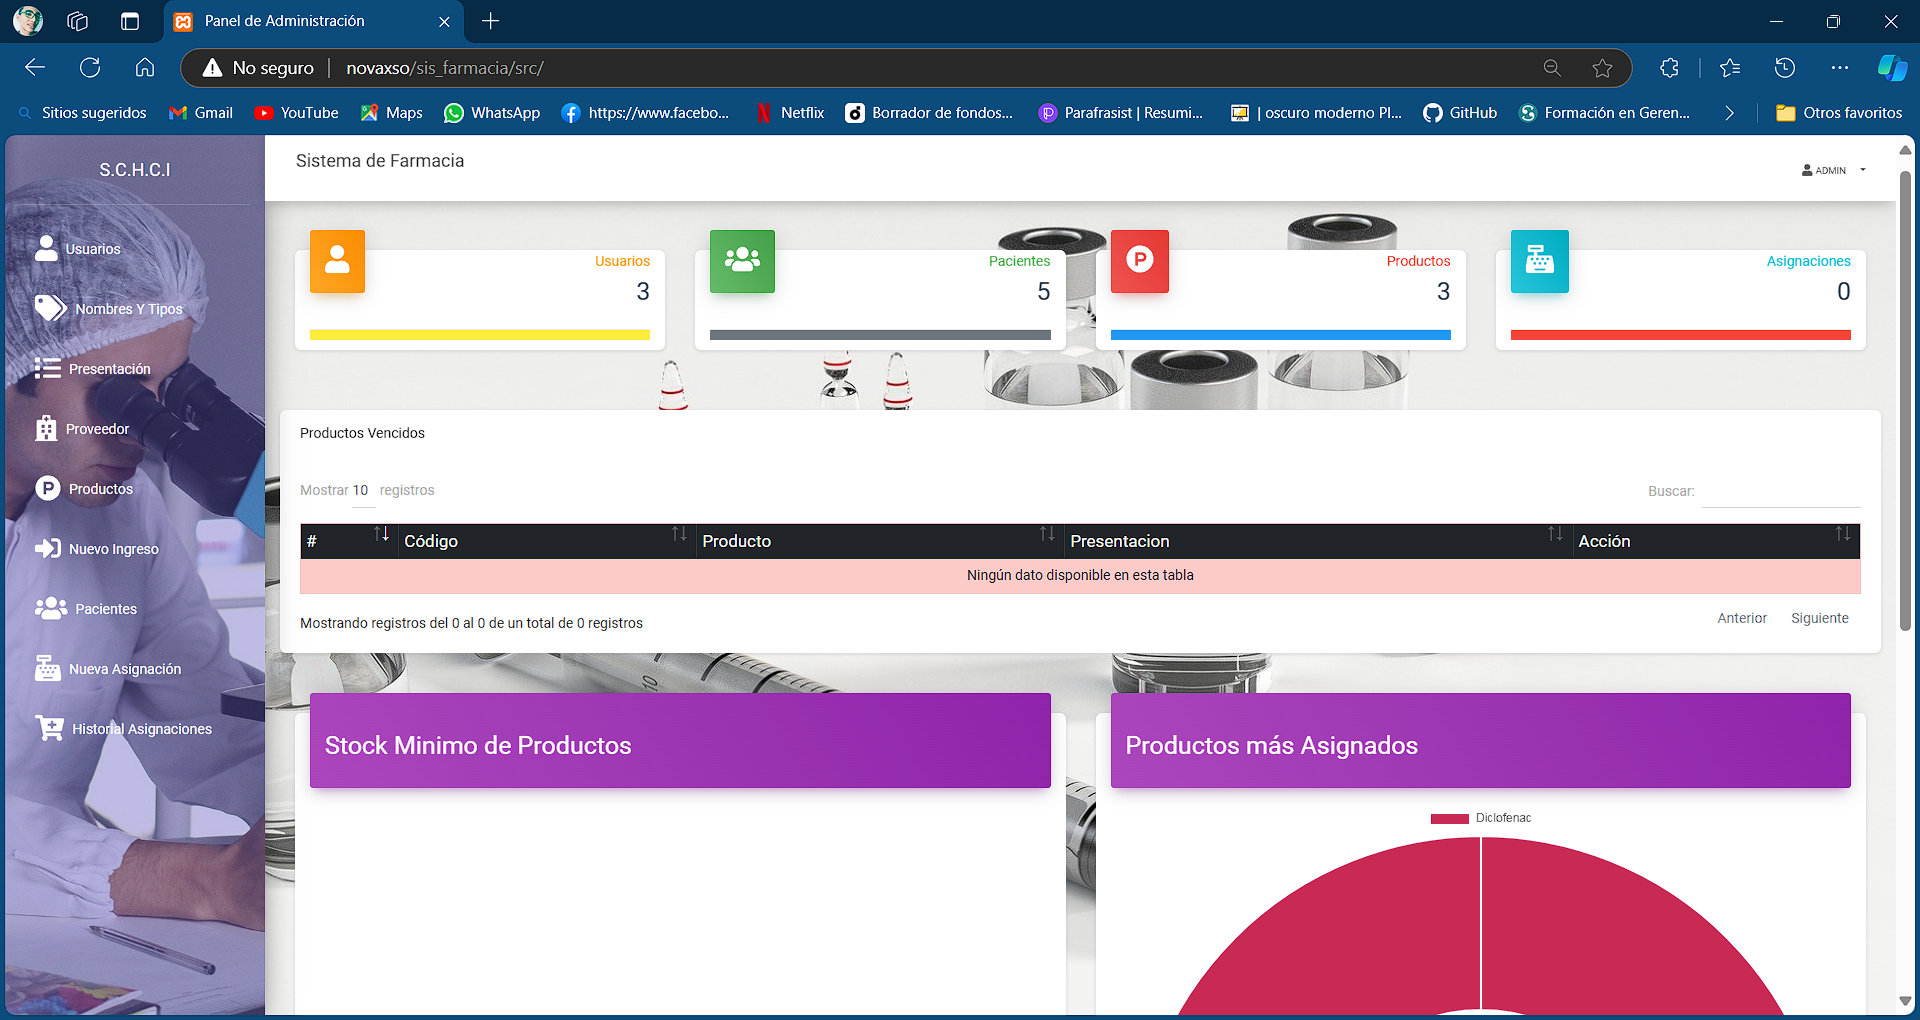 Panel de Administración
No seguro
novaxso/sis_farmacia/src/
Sitios sugeridos
Gmail
YouTube
Maps
WhatsApp
https://www.facebo...
Netflix
Borrador de fondos...
Parafrasist | Resumi...
| oscuro moderno Pl...
GitHub
Formación en Geren...
Otros favoritos
S.C.H.C.I
Usuarios
Nombres Y Tipos
Presentación
Proveedor
Productos
Nuevo Ingreso
Pacientes
Nueva Asignación
Historial Asignaciones
Sistema de Farmacia
ADMIN
Usuarios
3
Pacientes
5
Productos
3
Asignaciones
0
Productos Vencidos
Mostrar 10 registros
Buscar:
# Código Producto Presentacion Acción
Ningún dato disponible en esta tabla
Mostrando registros del 0 al 0 de un total de 0 registros
Anterior Siguiente
Stock Minimo de Productos
Productos más Asignados
Diclofenac
10